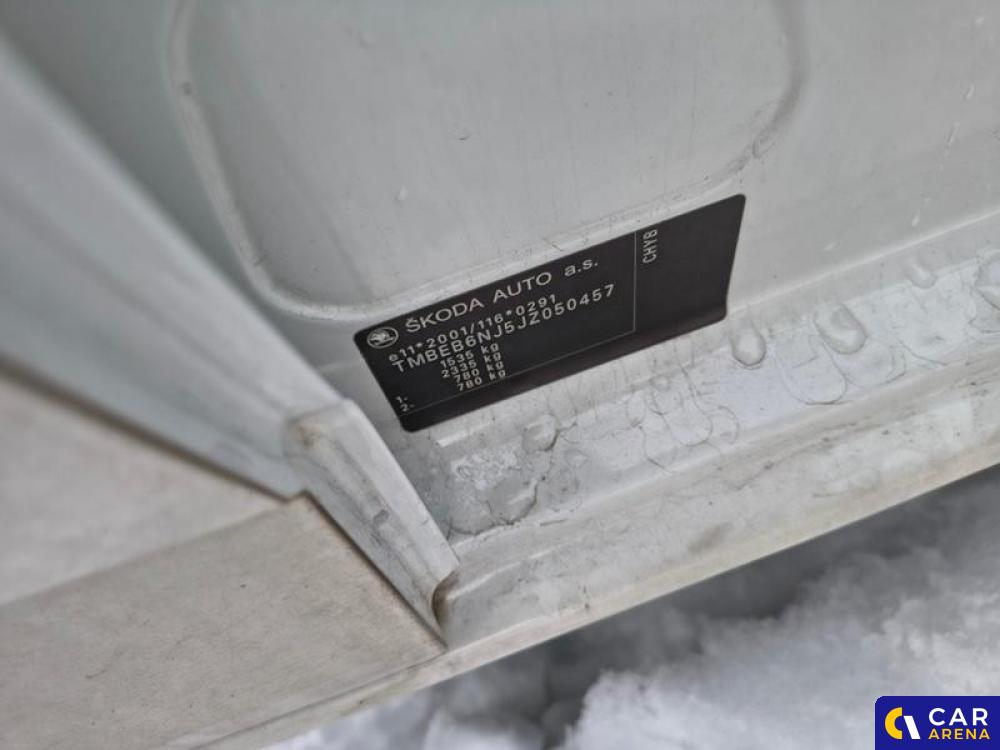 ŠKODA AUTO a.s.
e11*2001/116*0291
TMBEB6NJ5JZ050457
1535 kg
2335 kg
1. 780 kg
2. 780 kg
CHYB
CAR
ARENA